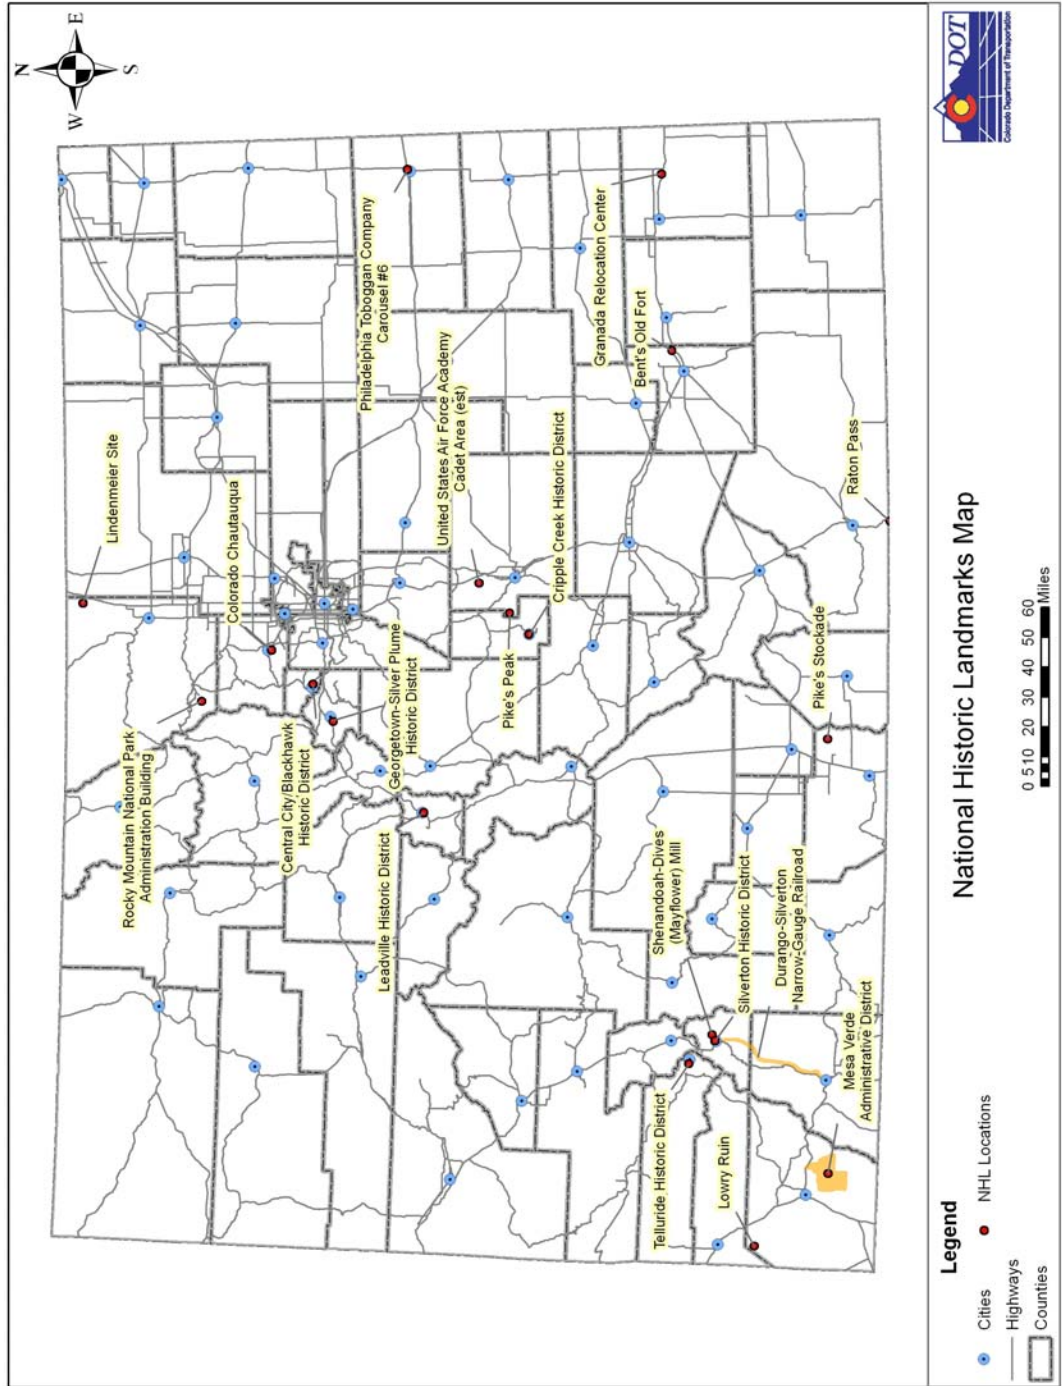 N
W
E
S
Lindenmeier Site
Rocky Mountain National Park
Administration Building
Colorado Chautauqua
Central City/Blackhawk
Historic District
Georgetown-Silver Plume
Historic District
Philadelphia Toboggan Company
Carousel #6
Leadville Historic District
United States Air Force Academy
Cadet Area (est)
Pike's Peak
Cripple Creek Historic District
Granada Relocation Center
Bent's Old Fort
Shenandoah-Dives
(Mayflower) Mill
Telluride Historic District
Silverton Historic District
Lowry Ruin
Durango-Silverton
Narrow-Gauge Railroad
Pike's Stockade
Raton Pass
Mesa Verde
Administrative District
Legend
Cities
NHL Locations
Highways
Counties
National Historic Landmarks Map
0 5 10 20 30 40 50 60
Miles
DOT
Colorado Department of Transportation